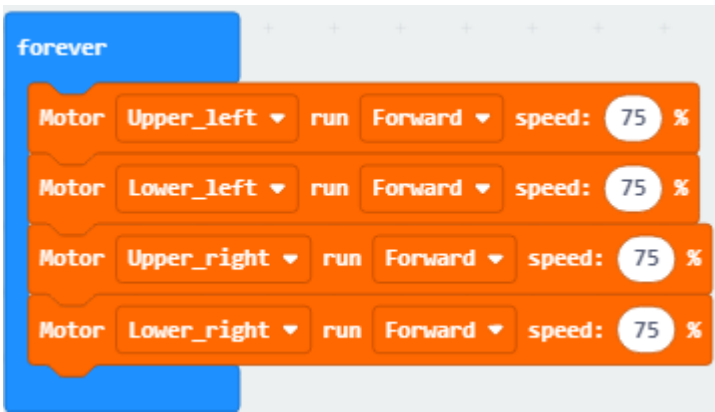 forever
Motor Upper_left run Forward speed: 75 %
Motor Lower_left run Forward speed: 75 %
Motor Upper_right run Forward speed: 75 %
Motor Lower_right run Forward speed: 75 %